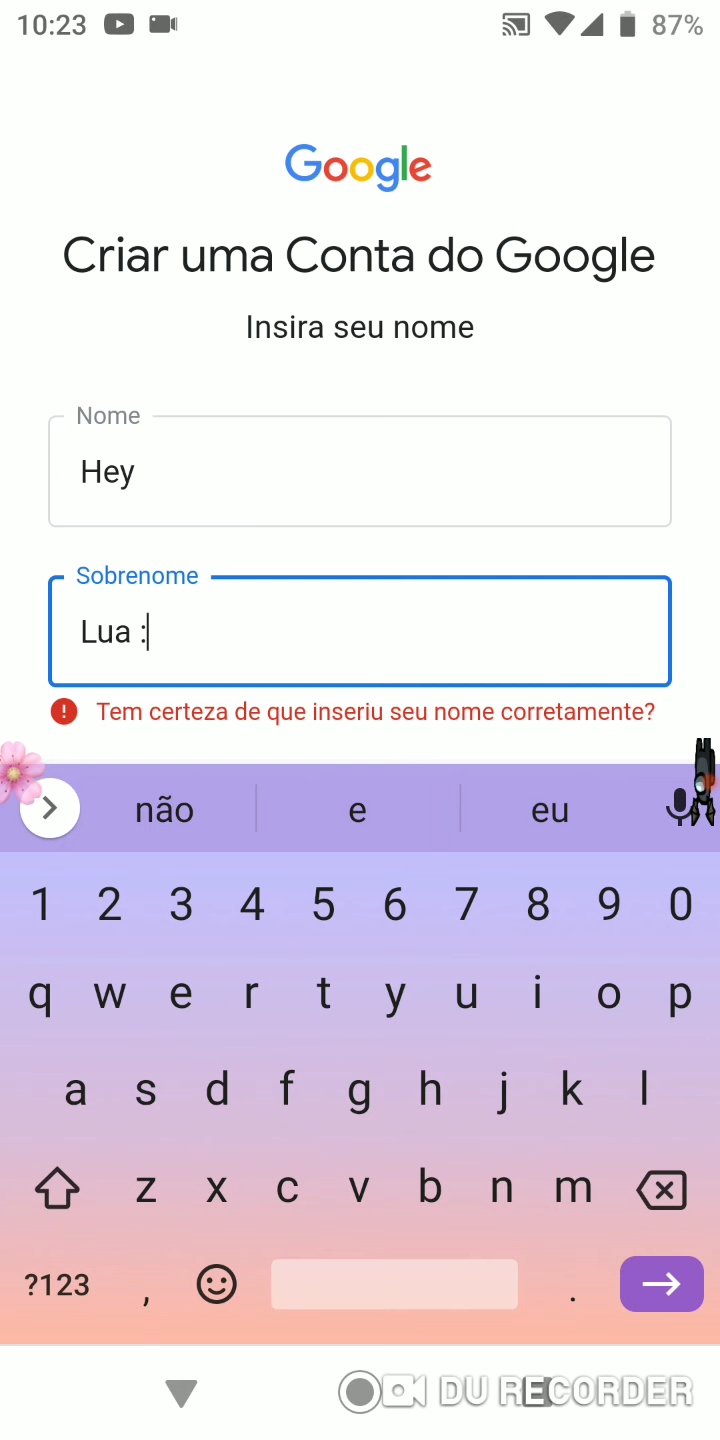 10:23 87%
Google
Criar uma Conta do Google
Insira seu nome
Nome
Hey
Sobrenome
Lua :
! Tem certeza de que inseriu seu nome corretamente?
não e eu
1 2 3 4 5 6 7 8 9 0
q w e r t y u i o p
a s d f g h j k l
z x c v b n m
?123 , .
DU RECORDER